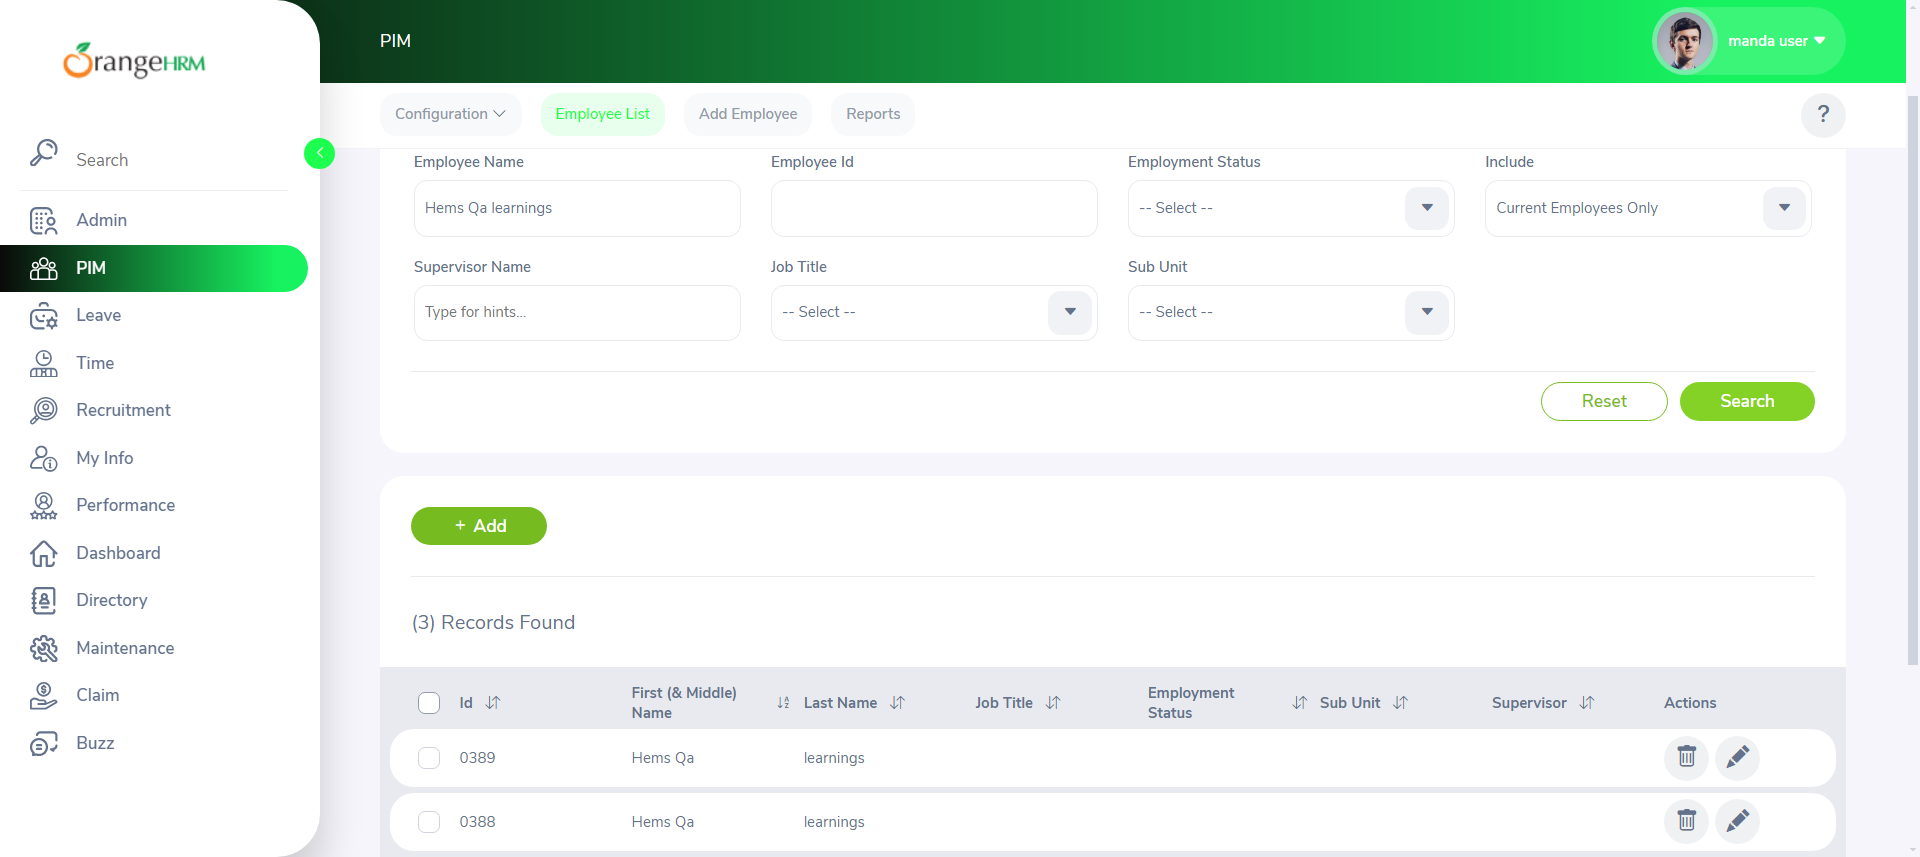 OrangeHRM
PIM
manda user
Configuration
Employee List
Add Employee
Reports
?
Search
Admin
PIM
Leave
Time
Recruitment
My Info
Performance
Dashboard
Directory
Maintenance
Claim
Buzz
Employee Name
Employee Id
Employment Status
Include
Hems Qa learnings
-- Select --
Current Employees Only
Supervisor Name
Job Title
Sub Unit
Type for hints...
-- Select --
-- Select --
Reset
Search
+ Add
(3) Records Found
Id
First (& Middle)
Name
Last Name
Job Title
Employment
Status
Sub Unit
Supervisor
Actions
0389
Hems Qa
learnings
0388
Hems Qa
learnings